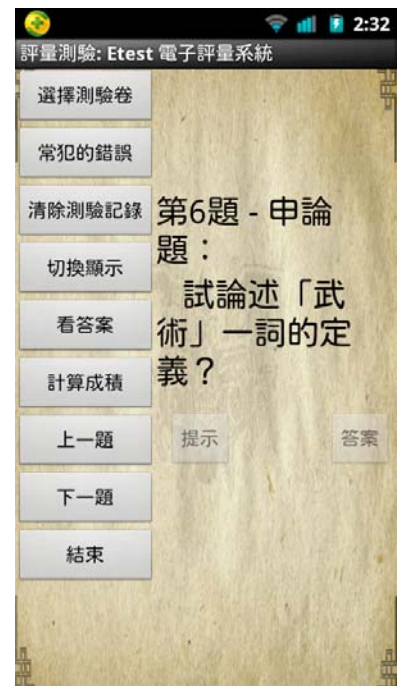 2:32
評量測驗: Etest 電子評量系統
選擇測驗卷
常犯的錯誤
清除測驗記錄
切換顯示
看答案
計算成積
上一題
下一題
結束
第6題 - 申論
題：
試論述「武
術」一詞的定
義？
提示
答案